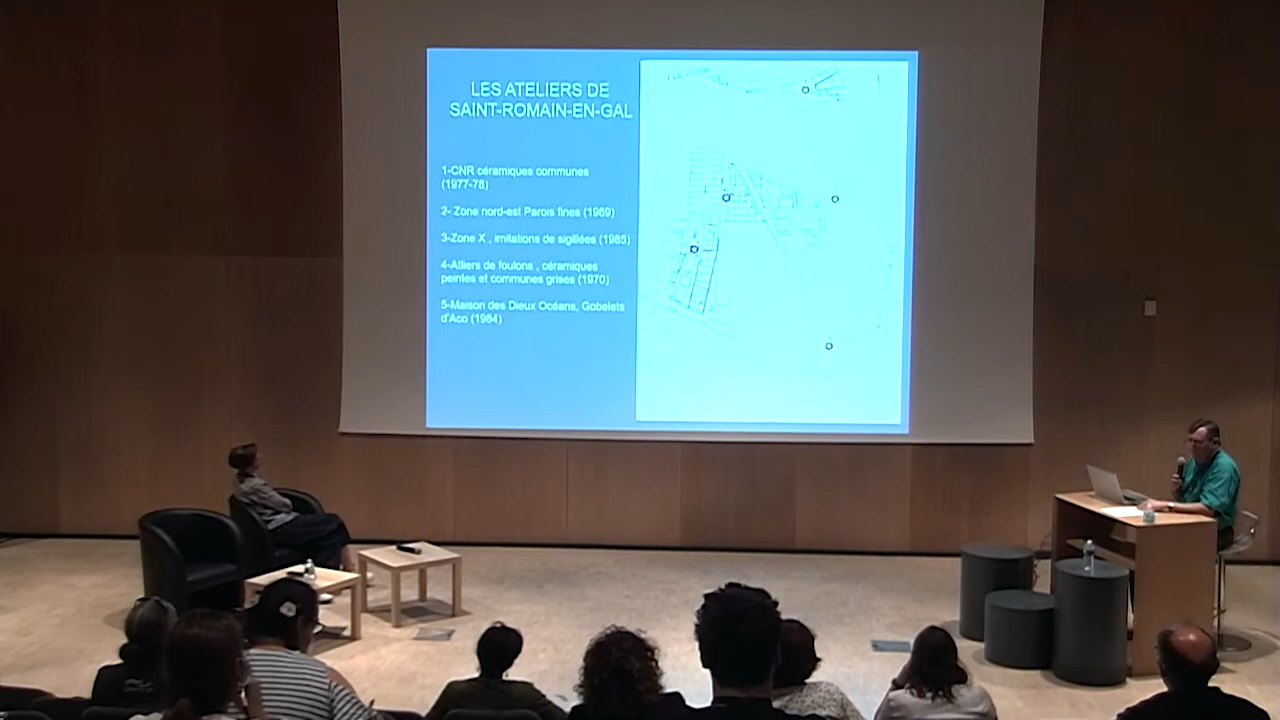 LES ATELIERS DE
SAINT-ROMAIN-EN-GAL
1-CNR céramiques communes
(1977-78)
2- Zone nord-est Parois fines (1969)
3-Zone X , imitations de sigillées (1985)
4-Atliers de foulons , céramiques
peintes et communes grises (1970)
5-Maison des Dieux Océans, Gobelets
d'Aco (1984)